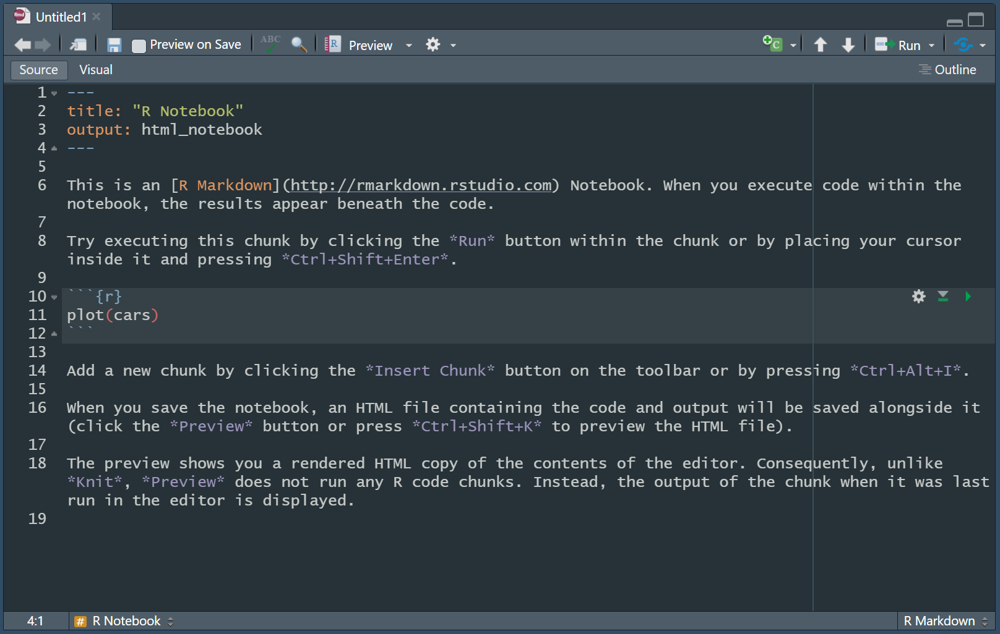 Untitled1
Preview on Save ABC R Preview C Run
Source Visual Outline
1 ---
2 title: "R Notebook"
3 output: html_notebook
4 ---
5
6 This is an [R Markdown](http://rmarkdown.rstudio.com) Notebook. When you execute code within the
notebook, the results appear beneath the code.
7
8 Try executing this chunk by clicking the *Run* button within the chunk or by placing your cursor
inside it and pressing *Ctrl+Shift+Enter*.
9
10 ```{r}
11 plot(cars)
12 ```
13
14 Add a new chunk by clicking the *Insert Chunk* button on the toolbar or by pressing *Ctrl+Alt+I*.
15
16 When you save the notebook, an HTML file containing the code and output will be saved alongside it
(click the *Preview* button or press *Ctrl+Shift+K* to preview the HTML file).
17
18 The preview shows you a rendered HTML copy of the contents of the editor. Consequently, unlike
*Knit*, *Preview* does not run any R code chunks. Instead, the output of the chunk when it was last
run in the editor is displayed.
19
4:1 # R Notebook R Markdown